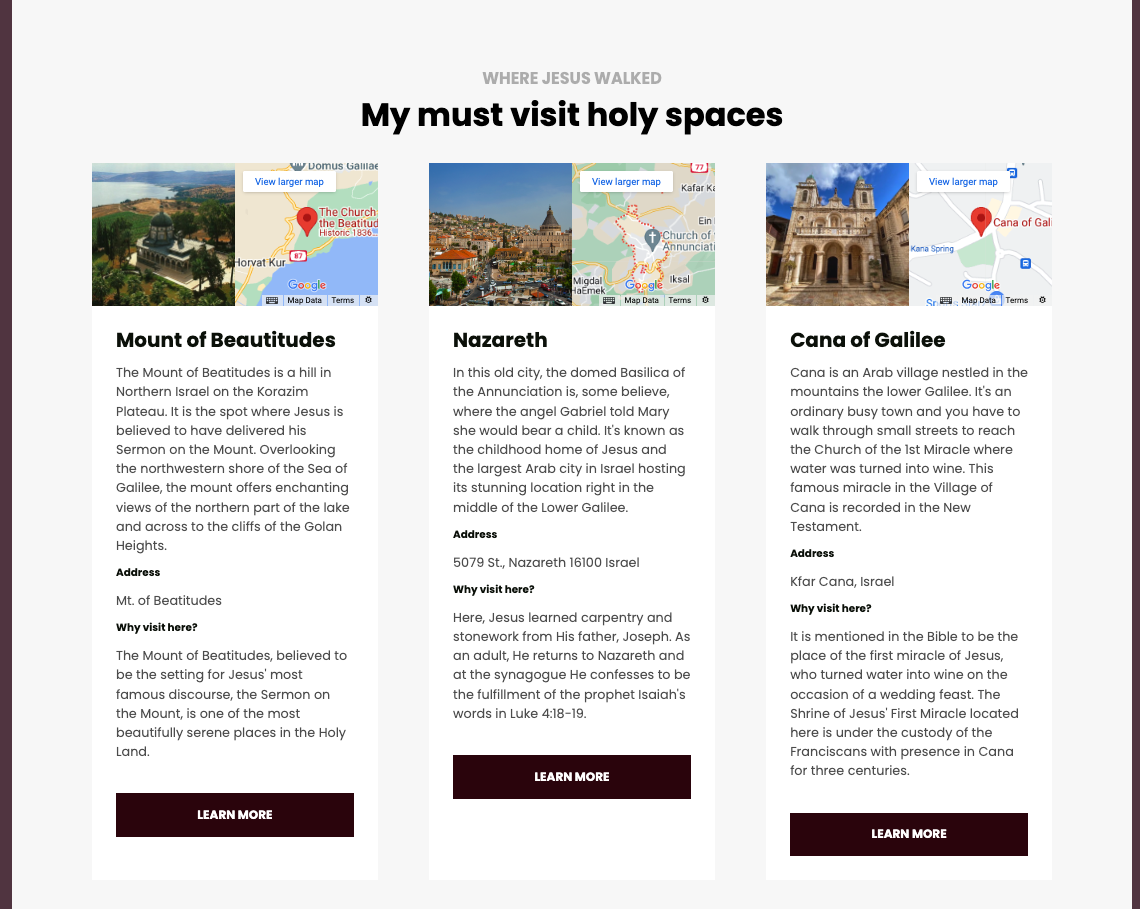 WHERE JESUS WALKED
My must visit holy spaces
Domus Galilae
View larger map
The Church
the Beatitud
Historic 1836
87
Horvat Kur
Google
Map Data
Terms
Mount of Beautitudes
The Mount of Beatitudes is a hill in
Northern Israel on the Korazim
Plateau. It is the spot where Jesus is
believed to have delivered his
Sermon on the Mount. Overlooking
the northwestern shore of the Sea of
Galilee, the mount offers enchanting
views of the northern part of the lake
and across to the cliffs of the Golan
Heights.
Address
Mt. of Beatitudes
Why visit here?
The Mount of Beatitudes, believed to
be the setting for Jesus' most
famous discourse, the Sermon on
the Mount, is one of the most
beautifully serene places in the Holy
Land.
LEARN MORE
77
View larger map
Kafar Ka
Ein
Church of
Annunciati
Migdal
HaEmek
Iksal
Google
Map Data
Terms
Nazareth
In this old city, the domed Basilica of
the Annunciation is, some believe,
where the angel Gabriel told Mary
she would bear a child. It's known as
the childhood home of Jesus and
the largest Arab city in Israel hosting
its stunning location right in the
middle of the Lower Galilee.
Address
5079 St., Nazareth 16100 Israel
Why visit here?
Here, Jesus learned carpentry and
stonework from His father, Joseph. As
an adult, He returns to Nazareth and
at the synagogue He confesses to be
the fulfillment of the prophet Isaiah's
words in Luke 4:18-19.
LEARN MORE
View larger map
Cana of Gali
Kana Spring
Google
Map Data
Terms
Cana of Galilee
Cana is an Arab village nestled in the
mountains the lower Galilee. It's an
ordinary busy town and you have to
walk through small streets to reach
the Church of the 1st Miracle where
water was turned into wine. This
famous miracle in the Village of
Cana is recorded in the New
Testament.
Address
Kfar Cana, Israel
Why visit here?
It is mentioned in the Bible to be the
place of the first miracle of Jesus,
who turned water into wine on the
occasion of a wedding feast. The
Shrine of Jesus' First Miracle located
here is under the custody of the
Franciscans with presence in Cana
for three centuries.
LEARN MORE